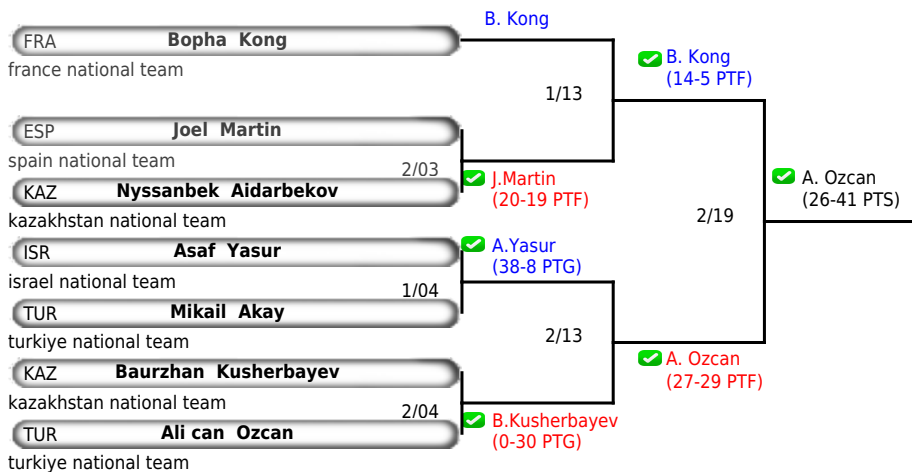 B. Kong
FRA Bopha Kong
france national team
B. Kong
(14-5 PTF)
1/13
ESP Joel Martin
spain national team
2/03
J.Martin
(20-19 PTF)
KAZ Nyssanbek Aidarbekov
kazakhstan national team
A. Ozcan
(26-41 PTS)
2/19
ISR Asaf Yasur
israel national team
A.Yasur
(38-8 PTG)
1/04
TUR Mikail Akay
turkiye national team
2/13
KAZ Baurzhan Kusherbayev
kazakhstan national team
A. Ozcan
(27-29 PTF)
2/04
B.Kusherbayev
(0-30 PTG)
TUR Ali can Ozcan
turkiye national team